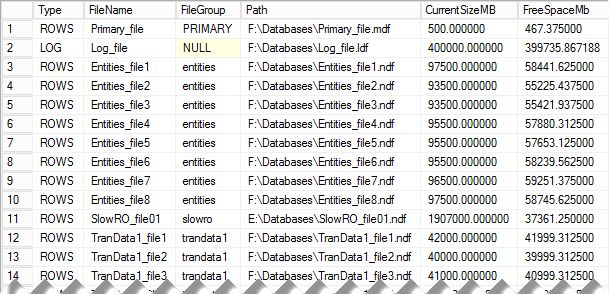 Type FileName FileGroup Path CurrentSizeMB FreeSpaceMb
1 ROWS Primary_file PRIMARY F:\Databases\Primary_file.mdf 500.000000 467.375000
2 LOG Log_file NULL F:\Databases\Log_file.ldf 400000.000000 399735.867188
3 ROWS Entities_file1 entities F:\Databases\Entities_file1.ndf 97500.000000 58441.625000
4 ROWS Entities_file2 entities F:\Databases\Entities_file2.ndf 93500.000000 55225.437500
5 ROWS Entities_file3 entities F:\Databases\Entities_file3.ndf 93500.000000 55421.937500
6 ROWS Entities_file4 entities F:\Databases\Entities_file4.ndf 95500.000000 57880.312500
7 ROWS Entities_file5 entities F:\Databases\Entities_file5.ndf 95500.000000 57653.125000
8 ROWS Entities_file6 entities F:\Databases\Entities_file6.ndf 95500.000000 58239.562500
9 ROWS Entities_file7 entities F:\Databases\Entities_file7.ndf 96500.000000 59251.375000
10 ROWS Entities_file8 entities F:\Databases\Entities_file8.ndf 97500.000000 58745.625000
11 ROWS SlowRO_file01 slowro E:\Databases\SlowRO_file01.ndf 1907000.000000 37361.250000
12 ROWS TranData1_file1 trandata1 F:\Databases\TranData1_file1.ndf 42000.000000 41999.312500
13 ROWS TranData1_file2 trandata1 F:\Databases\TranData1_file2.ndf 40000.000000 39999.312500
14 ROWS TranData1_file3 trandata1 F:\Databases\TranData1_file3.ndf 41000.000000 40999.312500